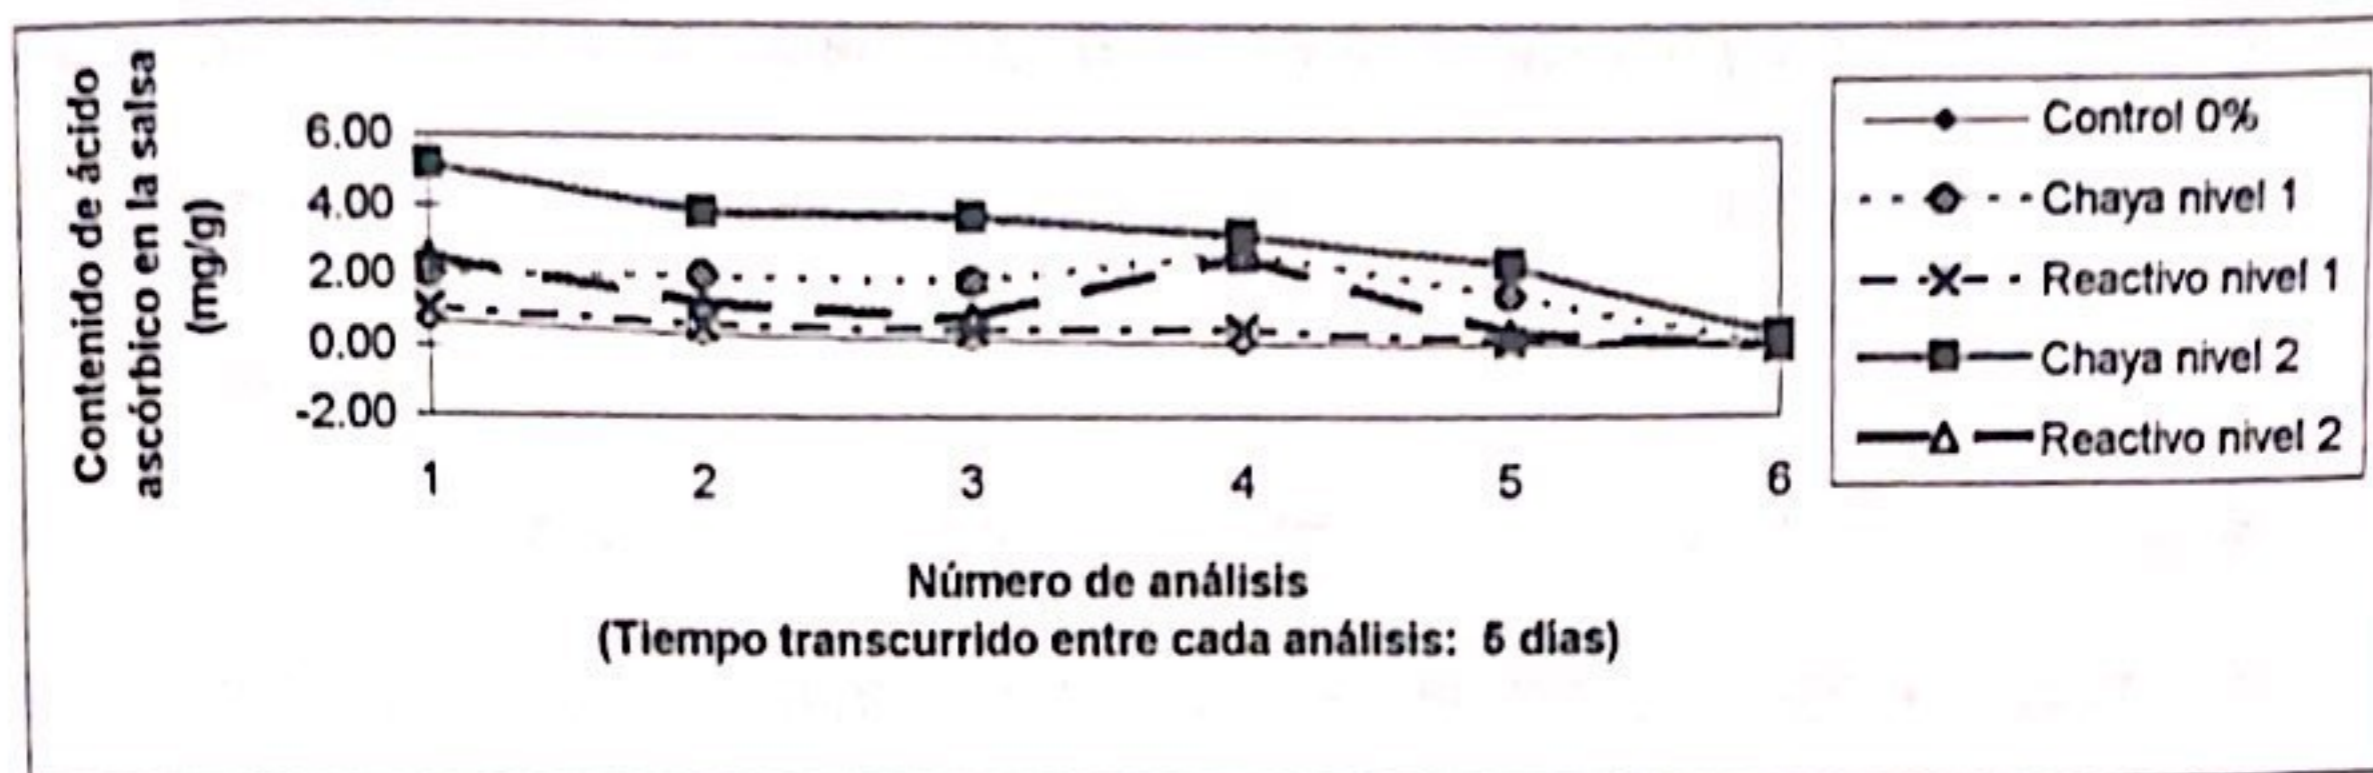 Contenido de ácido
ascórbico en la salsa
(mg/g)
6.00
4.00
2.00
0.00
-2.00
1 2 3 4 5 6
Número de análisis
(Tiempo transcurrido entre cada análisis: 5 días)
Control 0%
Chaya nivel 1
Reactivo nivel 1
Chaya nivel 2
Reactivo nivel 2